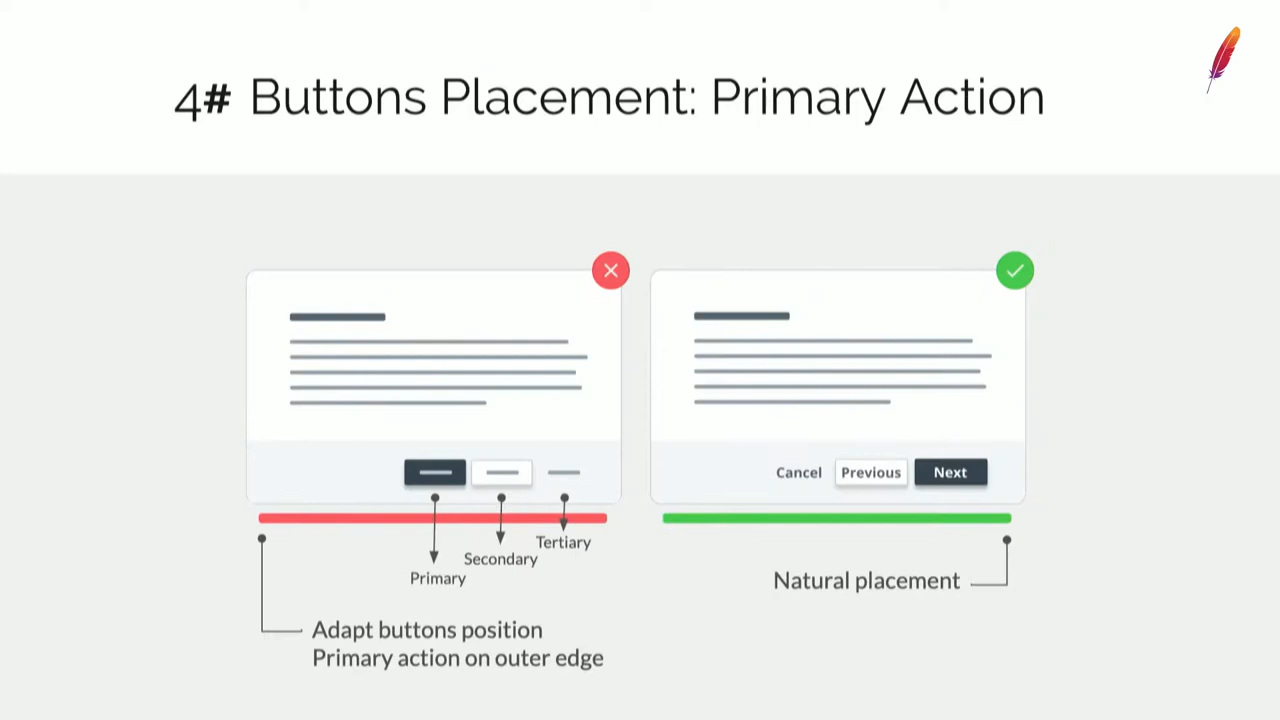 4# Buttons Placement: Primary Action
Cancel
Previous
Next
Tertiary
Secondary
Primary
Natural placement
Adapt buttons position
Primary action on outer edge